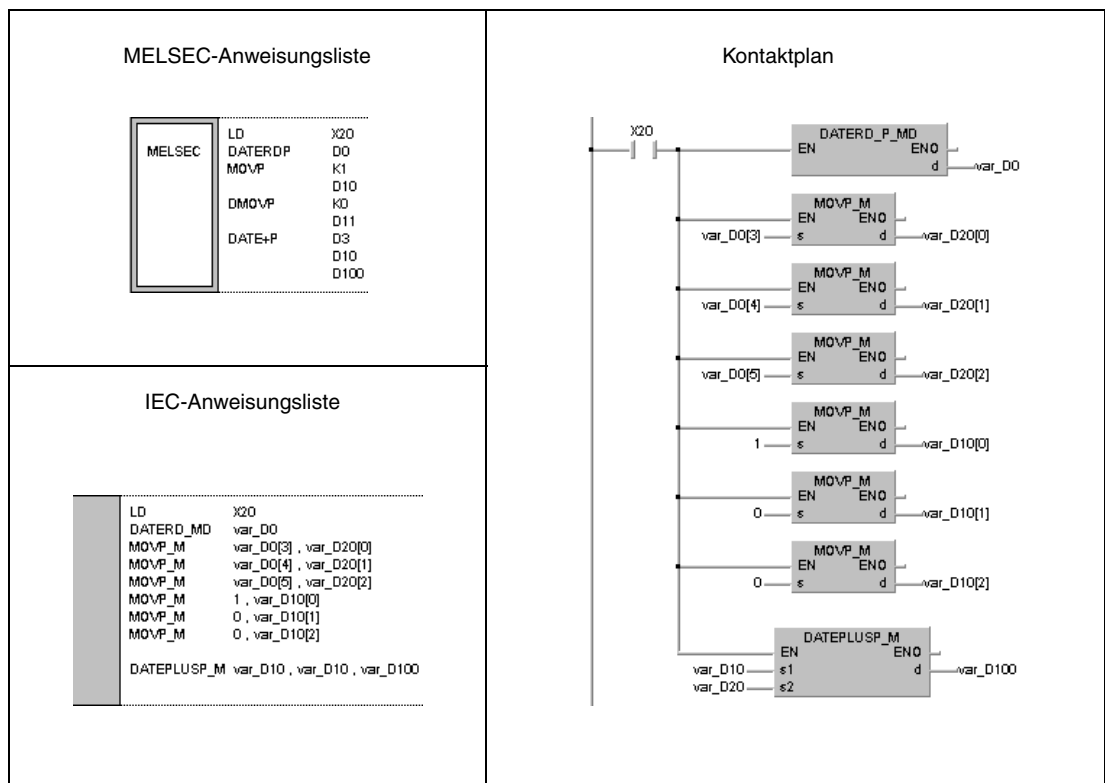 MELSEC-Anweisungsliste
MELSEC
LD X20
DATERDP D0
MOVP K1
D10
DMOVP K0
D11
DATE+P D3
D10
D100
IEC-Anweisungsliste
LD X20
DATERD_MD var_D0
MOVP_M var_D0[3] , var_D20[0]
MOVP_M var_D0[4] , var_D20[1]
MOVP_M var_D0[5] , var_D20[2]
MOVP_M 1 , var_D10[0]
MOVP_M 0 , var_D10[1]
MOVP_M 0 , var_D10[2]
DATEPLUSP_M var_D10 , var_D10 , var_D100
Kontaktplan
X20
DATERD_P_MD
EN ENO
d var_D0
MOVP_M
EN ENO
var_D0[3] s d var_D20[0]
MOVP_M
EN ENO
var_D0[4] s d var_D20[1]
MOVP_M
EN ENO
var_D0[5] s d var_D20[2]
MOVP_M
EN ENO
1 s d var_D10[0]
MOVP_M
EN ENO
0 s d var_D10[1]
MOVP_M
EN ENO
0 s d var_D10[2]
DATEPLUSP_M
EN ENO
var_D10 s1 d var_D100
var_D20 s2